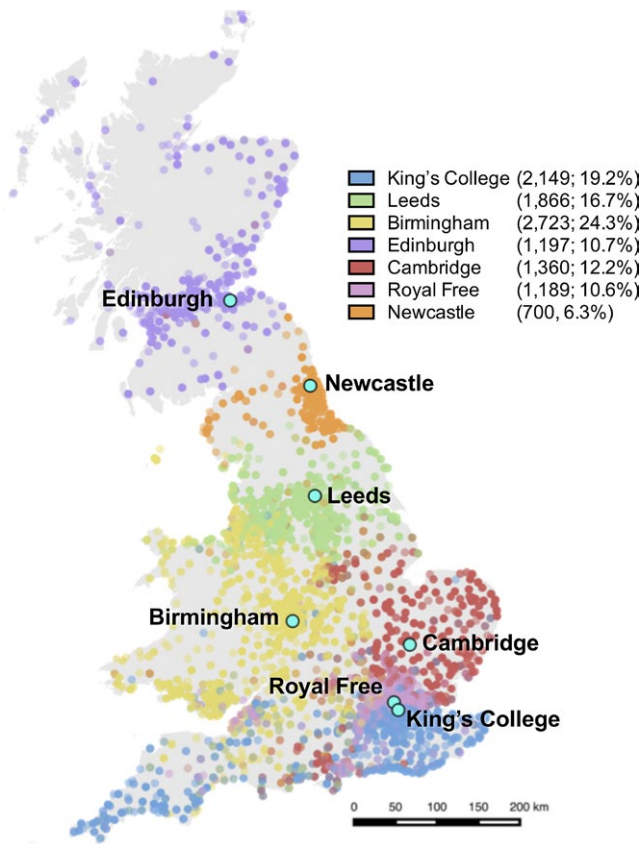 King's College (2,149; 19.2%)
Leeds (1,866; 16.7%)
Birmingham (2,723; 24.3%)
Edinburgh (1,197; 10.7%)
Cambridge (1,360; 12.2%)
Royal Free (1,189; 10.6%)
Newcastle (700, 6.3%)
Edinburgh
Newcastle
Leeds
Birmingham
Cambridge
Royal Free
King's College
0 50 100 200 km